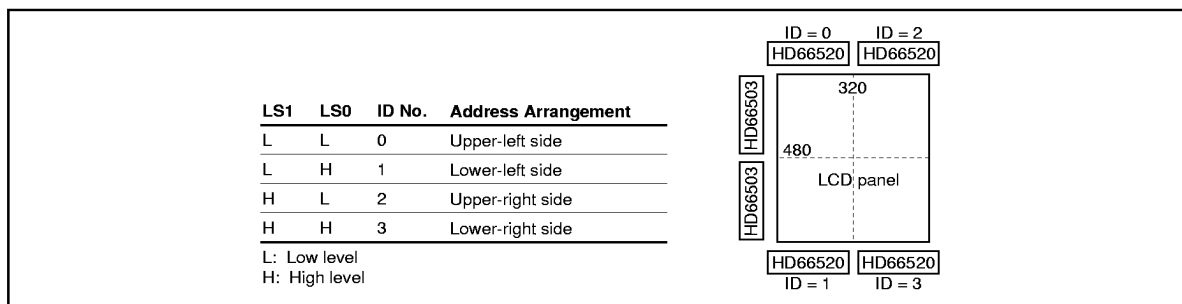 LS1 LS0 ID No. Address Arrangement
L L 0 Upper-left side
L H 1 Lower-left side
H L 2 Upper-right side
H H 3 Lower-right side
L: Low level
H: High level
ID = 0 ID = 2
HD66520 HD66520
HD66503
320
480
HD66503
LCD panel
HD66520 HD66520
ID = 1 ID = 3